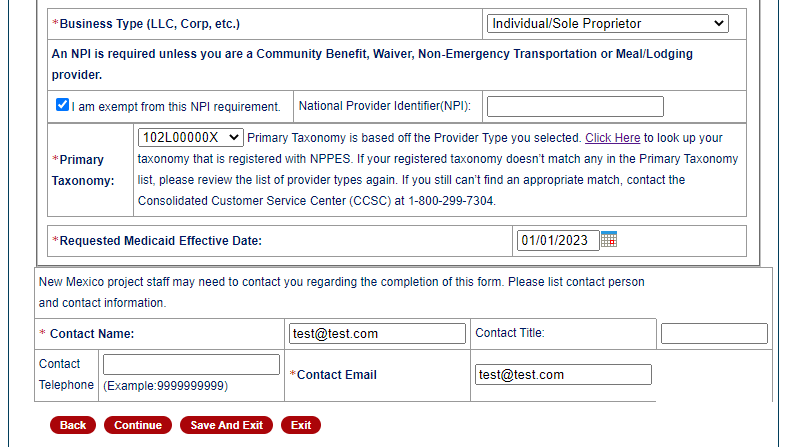 *Business Type (LLC, Corp, etc.) Individual/Sole Proprietor
An NPI is required unless you are a Community Benefit, Waiver, Non-Emergency Transportation or Meal/Lodging
provider.
I am exempt from this NPI requirement. National Provider Identifier(NPI):
*Primary Taxonomy:
102L00000X Primary Taxonomy is based off the Provider Type you selected. Click Here to look up your
taxonomy that is registered with NPPES. If your registered taxonomy doesn't match any in the Primary Taxonomy
list, please review the list of provider types again. If you still can't find an appropriate match, contact the
Consolidated Customer Service Center (CCSC) at 1-800-299-7304.
*Requested Medicaid Effective Date: 01/01/2023
New Mexico project staff may need to contact you regarding the completion of this form. Please list contact person
and contact information.
* Contact Name: test@test.com Contact Title:
Contact
Telephone (Example:9999999999)
*Contact Email test@test.com
Back Continue Save And Exit Exit